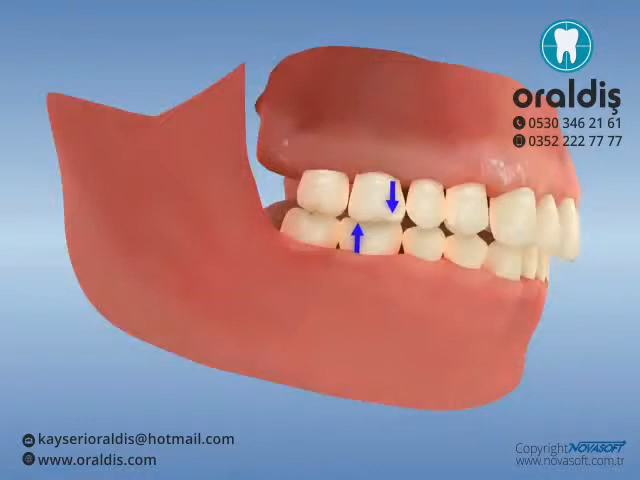 oraldiş
0530 346 21 61
0352 222 77 77
kayserioraldis@hotmail.com
www.oraldis.com
Copyright NOVASOFT
www.novasoft.com.tr